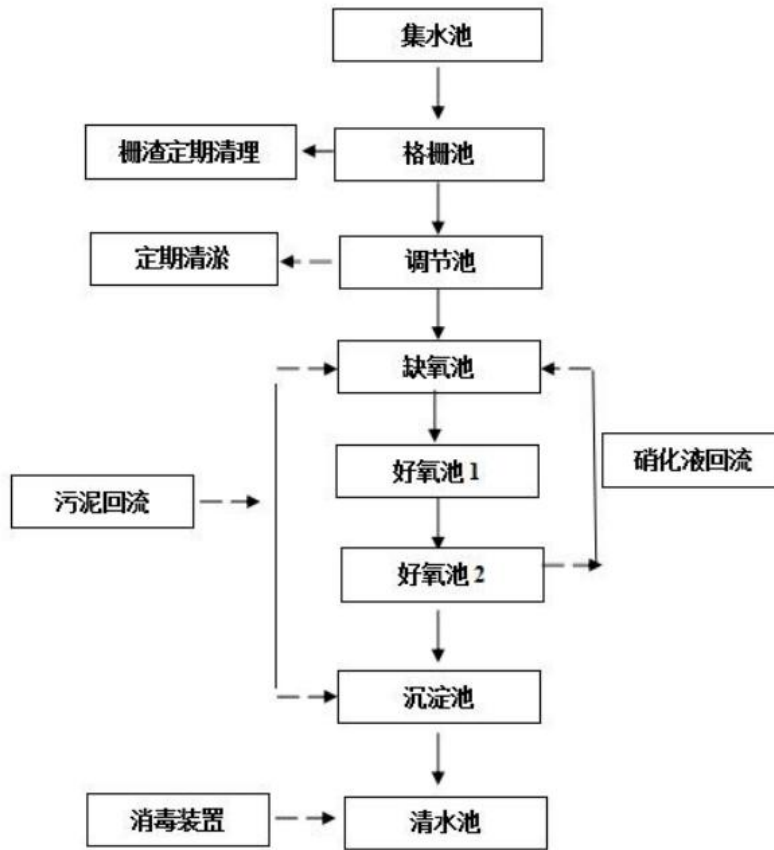 集水池
栅渣定期清理
格栅池
定期清淤
调节池
缺氧池
好氧池1
硝化液回流
污泥回流
好氧池2
沉淀池
消毒装置
清水池